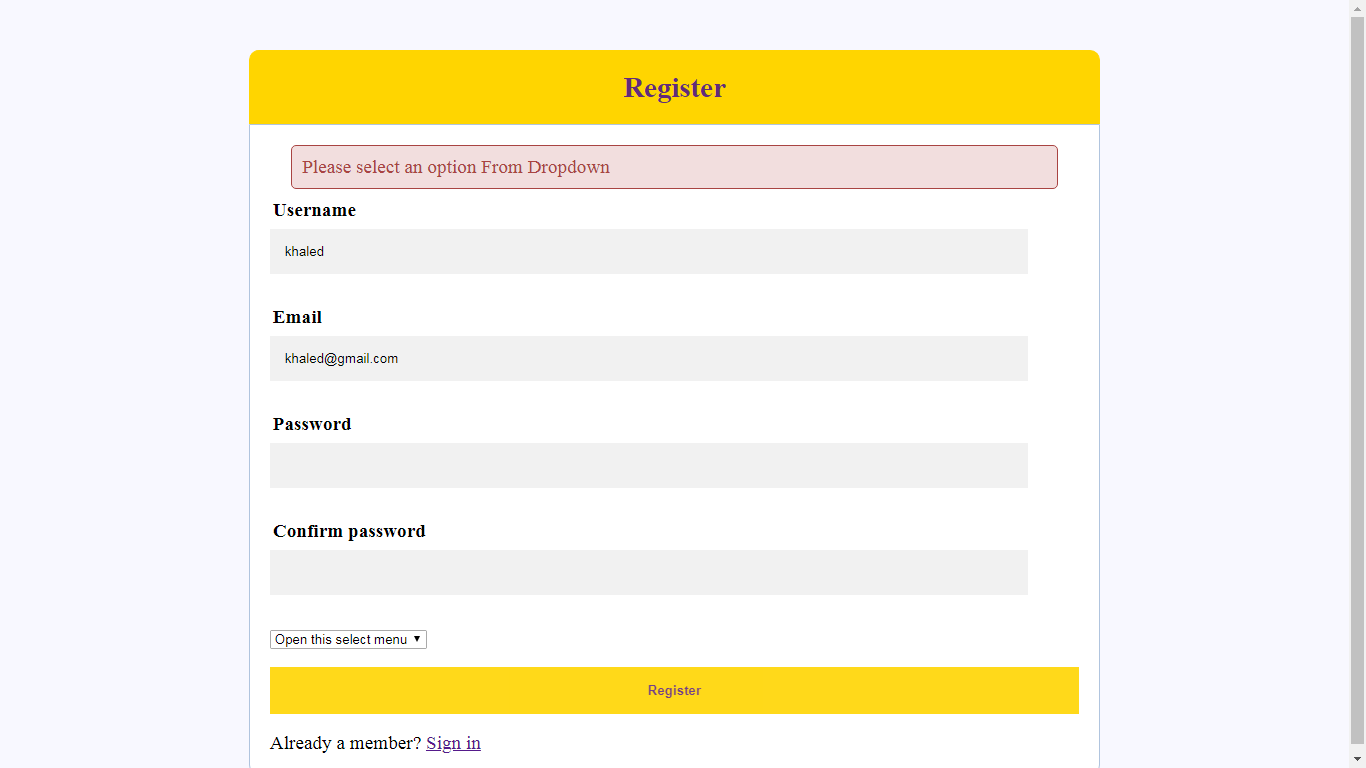 Register
Please select an option From Dropdown
Username
khaled
Email
khaled@gmail.com
Password
Confirm password
Open this select menu
Register
Already a member? Sign in